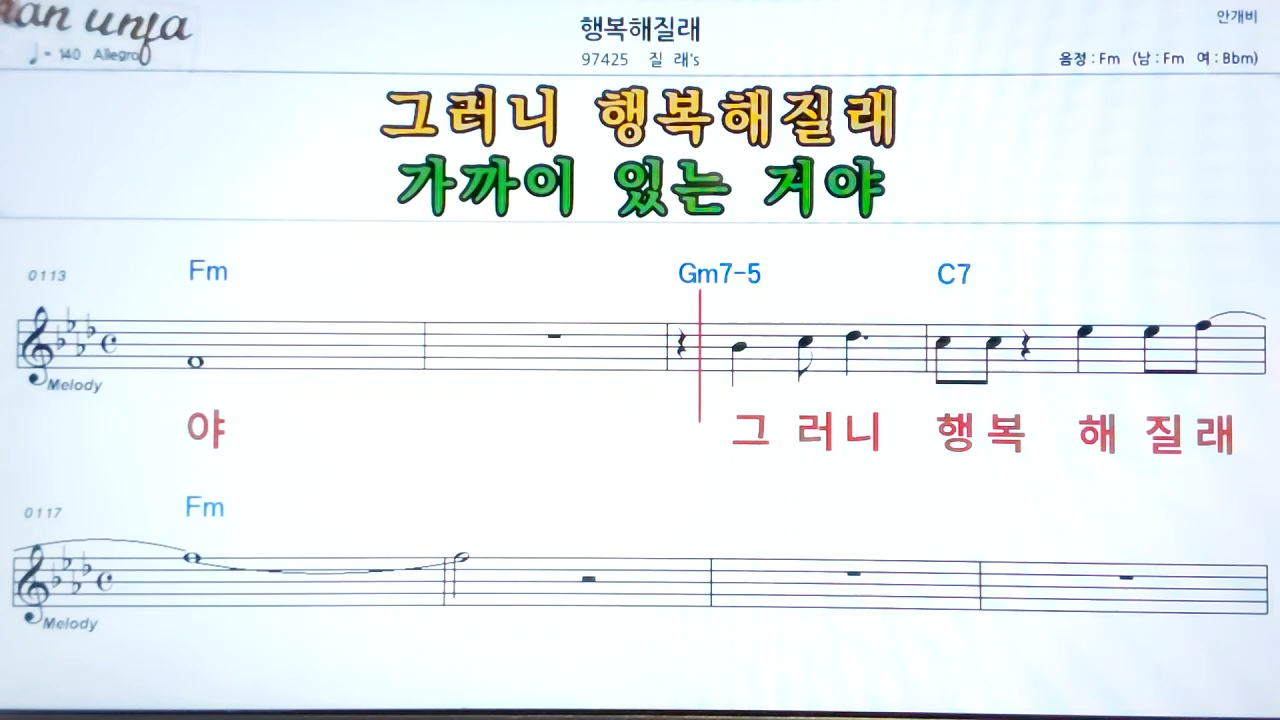 행복해질래
안개비
♩= 140 Allegro
97425 질 래's
음정 : Fm (남 : Fm 여 : Bbm)
그러니 행복해질래
가까이 있는 거야
0113 Fm Gm7-5 C7
Melody
야 그 러 니 행 복 해 질 래
0117 Fm
Melody